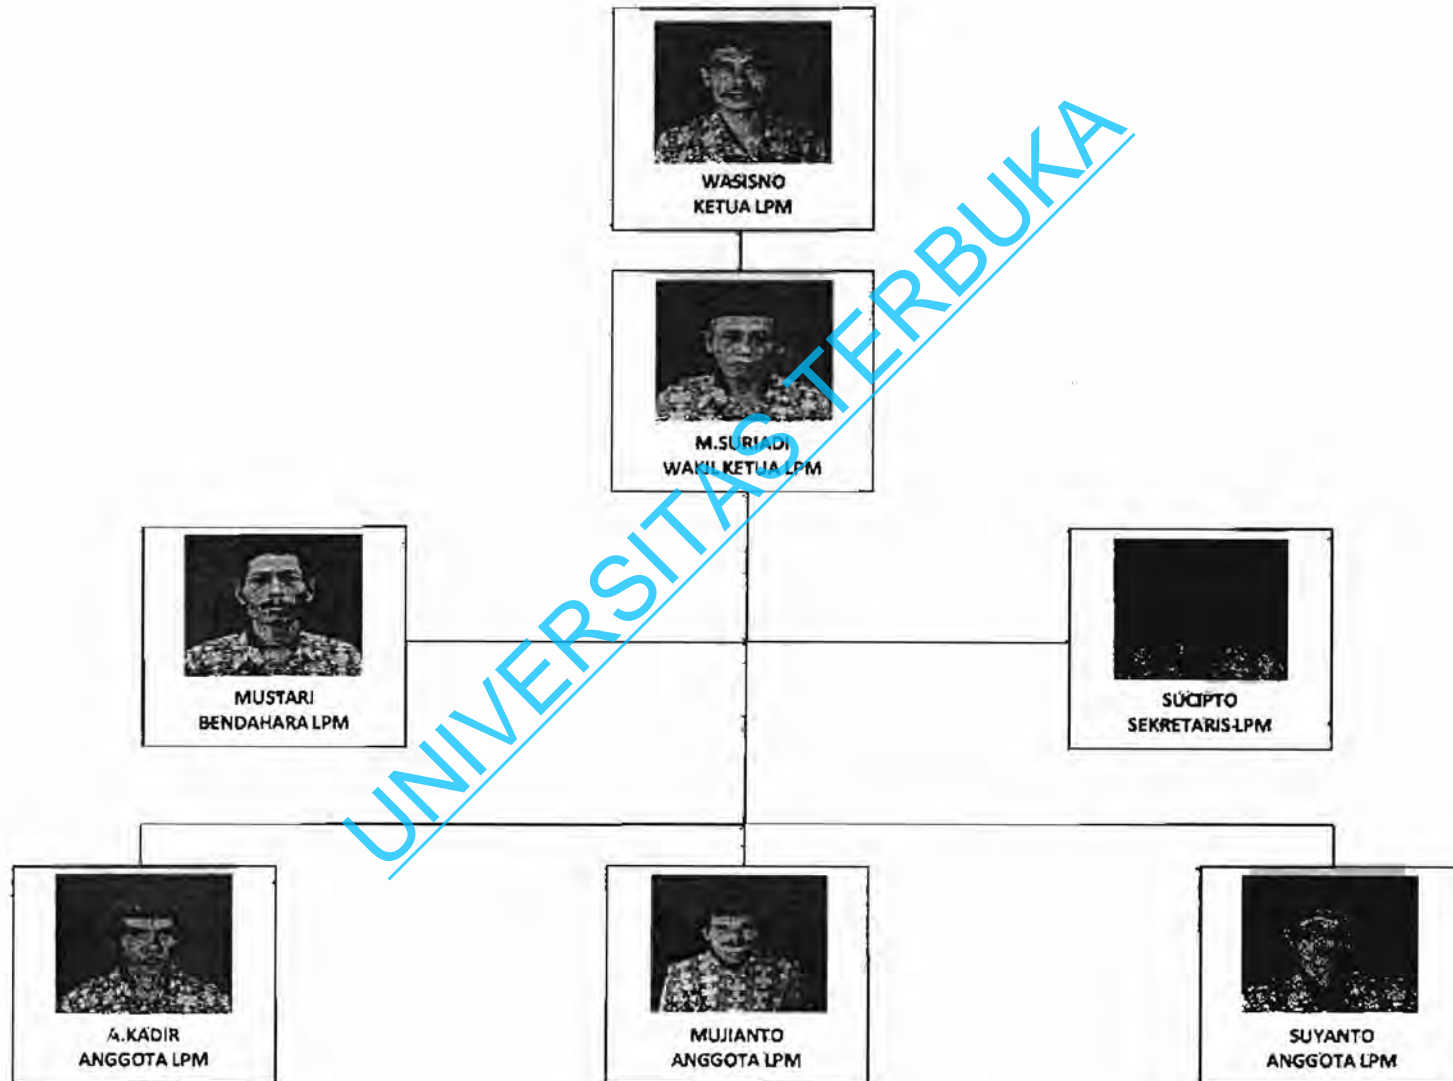 WASISNO
KETUA LPM
M.SURIADI
WAKIL KETUA LPM
MUSTARI
BENDAHARA LPM
SUCIPTO
SEKRETARIS LPM
A.KADIR
ANGGOTA LPM
MUJIANTO
ANGGOTA LPM
SUYANTO
ANGGOTA LPM
UNIVERSITAS TERBUKA